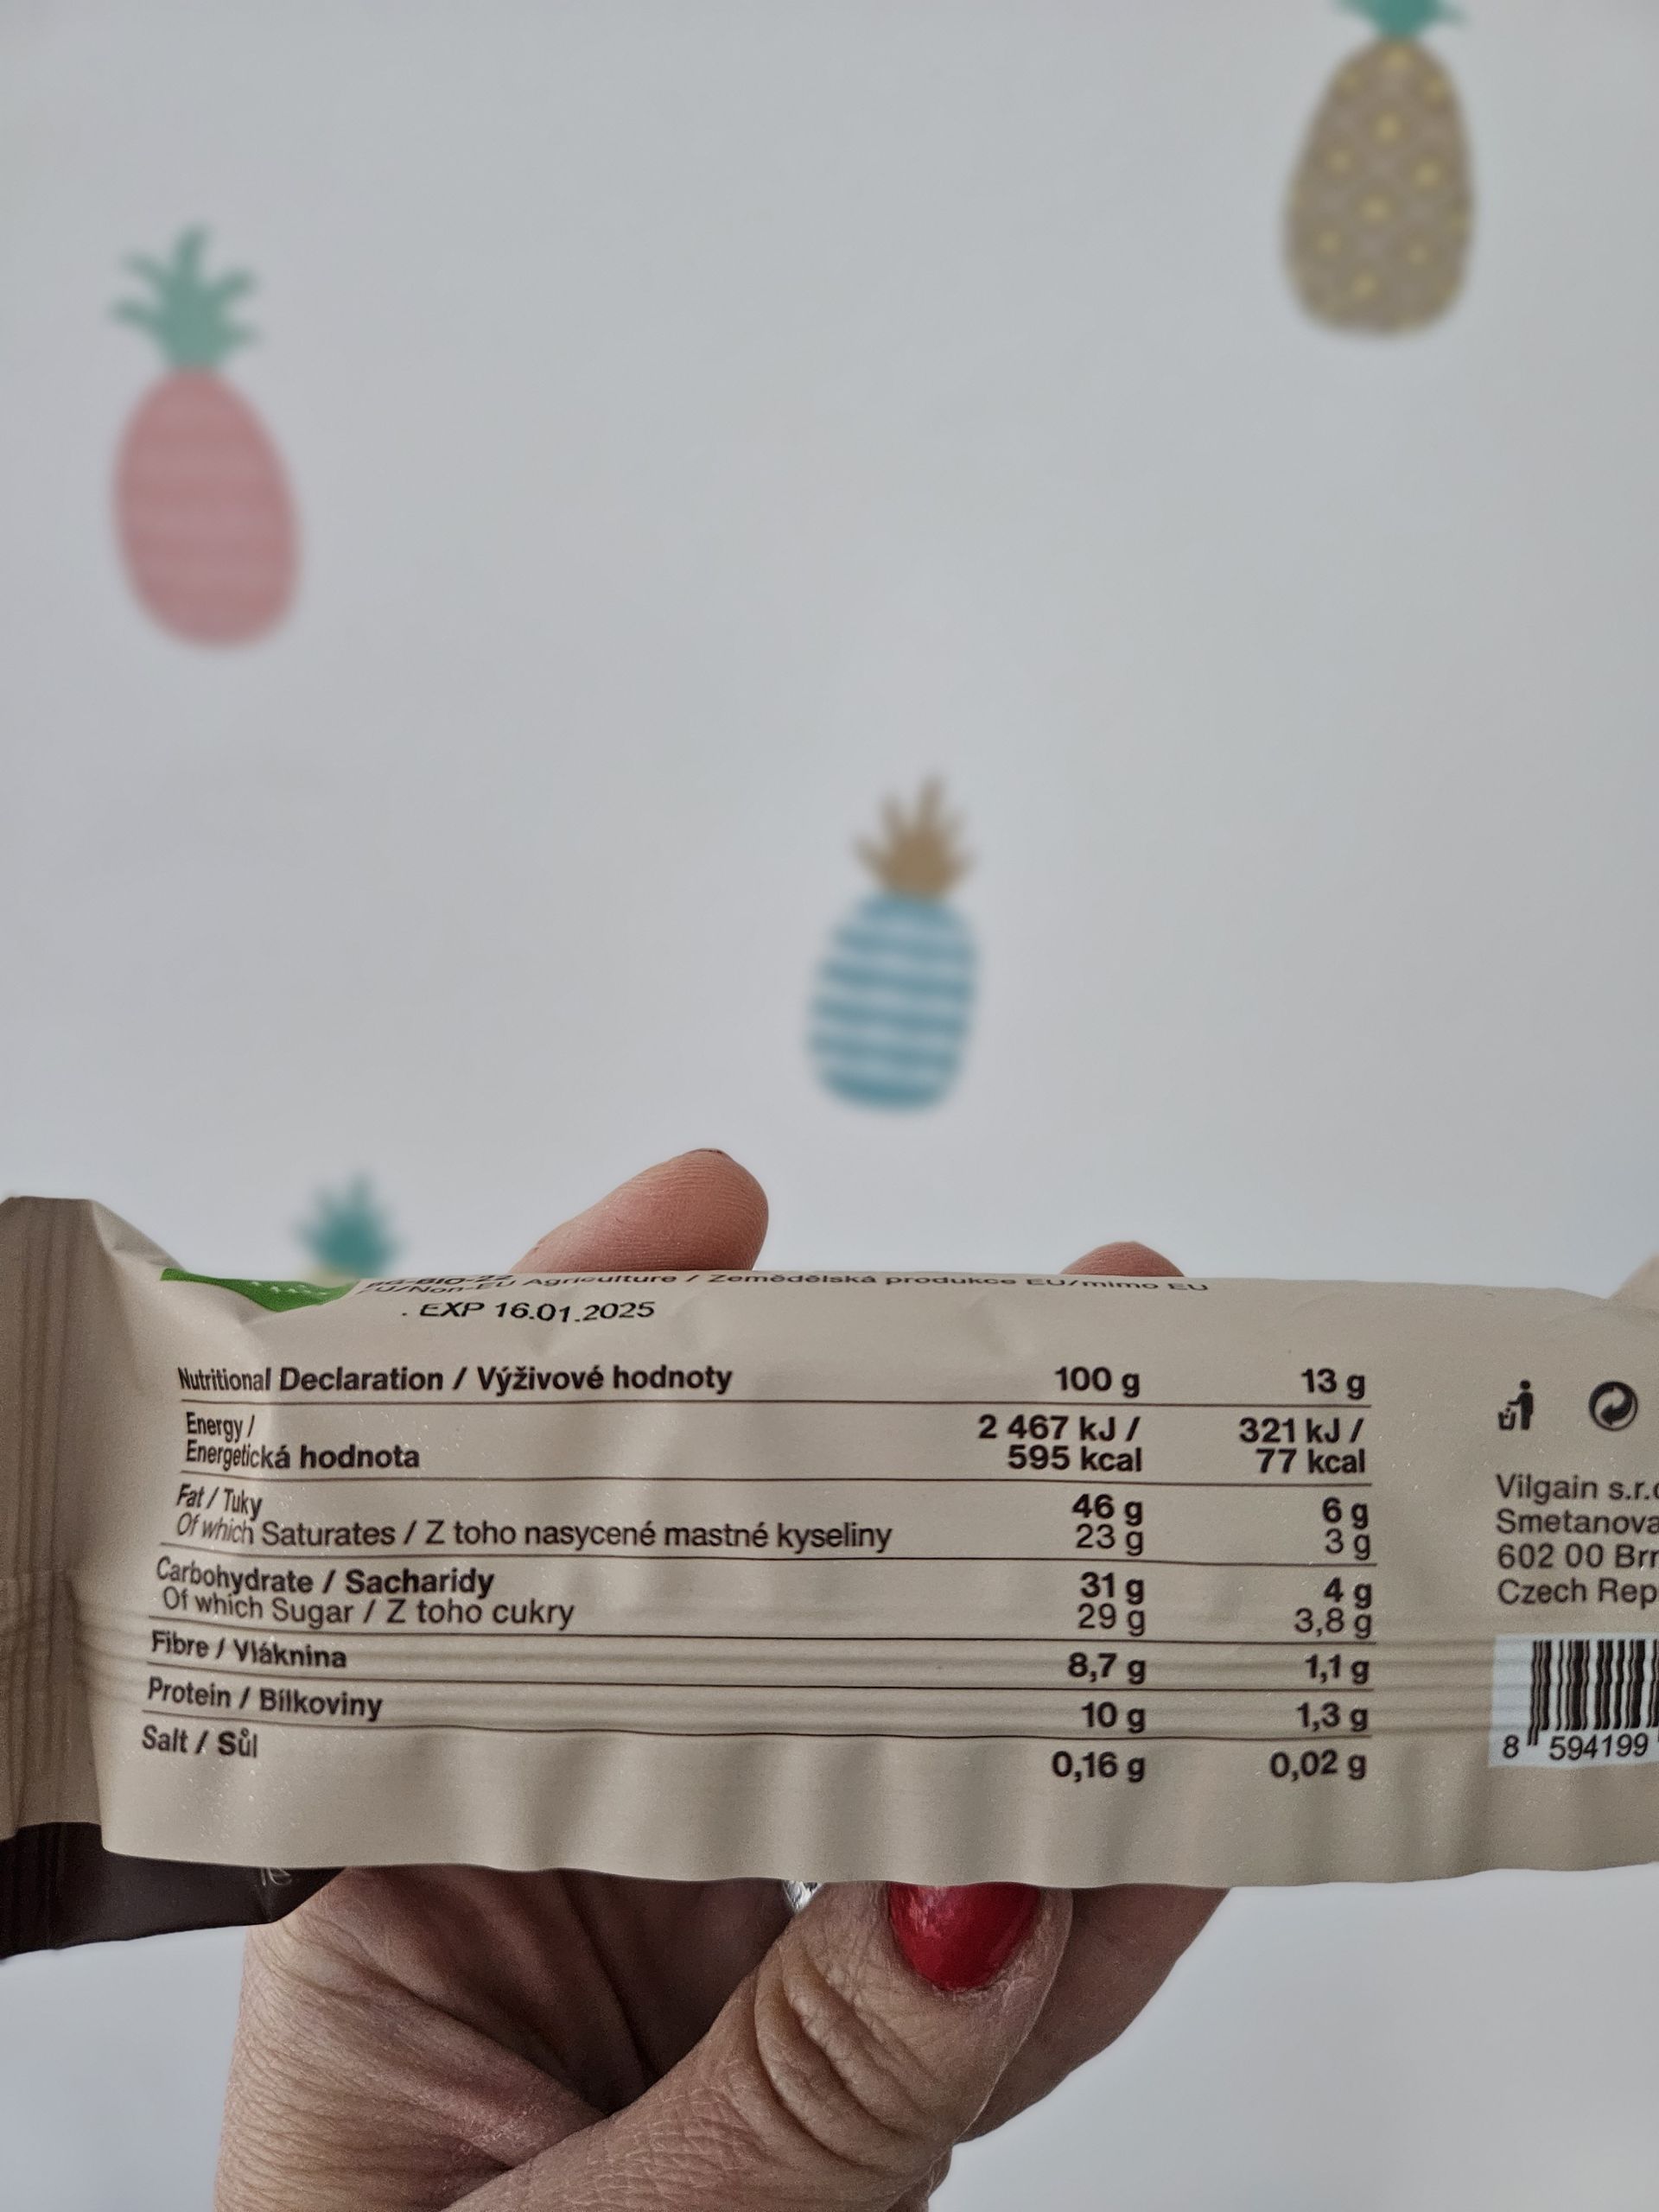 BG-BIO-22
EU/Non-EU Agriculture / Zemědělská produkce EU/mimo EU
. EXP 16.01.2025
Nutritional Declaration / Výživové hodnoty 100 g 13 g
Energy / 2 467 kJ / 321 kJ /
Energetická hodnota 595 kcal 77 kcal
Fat / Tuky 46 g 6 g
Of which Saturates / Z toho nasycené mastné kyseliny 23 g 3 g
Carbohydrate / Sacharidy 31 g 4 g
Of which Sugar / Z toho cukry 29 g 3,8 g
Fibre / Vláknina 8,7 g 1,1 g
Protein / Bílkoviny 10 g 1,3 g
Salt / Sůl 0,16 g 0,02 g
Vilgain s.r.
Smetanova
602 00
Czech Rep
8 594199